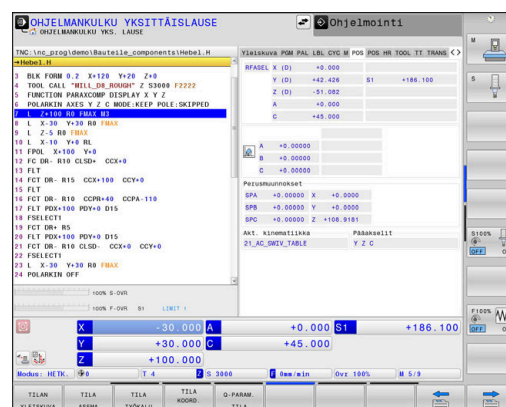 OHJELMANKULKU YKSITTÄISLAUSE
OHJELMANKULKU YKS. LAUSE
Ohjelmointi
TNC:\nc_prog\demo\Bauteile_components\Hebel.H
→Hebel.H
3 BLK FORM 0.2 X+120 Y+20 Z+0
4 TOOL CALL "MILL_D8_ROUGH" Z S3000 F2222
5 FUNCTION PARAXCOMP DISPLAY X Y Z
6 POLARKIN AXES Y Z C MODE:KEEP POLE:SKIPPED
7 L Z+100 R0 FMAX M3
8 L X-30 Y+30 R0 FMAX
9 L Z-5 R0 FMAX
10 L X-10 Y+0 RL
11 FPOL X+100 Y+0
12 FC DR- R10 CLSD+ CCX+0
13 FLT
14 FCT DR- R15 CCX+100 CCY+0
15 FLT
16 FCT DR- R10 CCPR+40 CCPA-110
17 FLT PDX+100 PDY+0 D15
18 FSELECT1
19 FCT DR+ R5
20 FLT PDX+100 PDY+0 D15
21 FCT DR- R10 CLSD- CCX+0 CCY+0
22 FSELECT1
23 L X-30 Y+30 R0 FMAX
24 POLARKIN OFF
100% S-OVR
100% F-OVR S1 LIMIT 1
Yleiskuva PGM PAL LBL CYC M POS POS HR TOOL TT TRANS
RFASEL X (D) +0.000
Y (D) +42.426 S1 +186.100
Z (D) -51.082
A +0.000
C +45.000
A +0.00000
B +0.00000
C +0.00000
Perusmuunnokset
SPA +0.00000 X +0.0000
SPB +0.00000 Y +0.0000
SPC +0.00000 Z +108.9181
Akt. kinematiikka Pääakselit
21_AC_SWIV_TABLE Y Z C
X -30.000 A +0.000 S1 +186.100
Y +30.000 C +45.000
Z +100.000
Modus: HETK. 0 T 4 Z S 3000 F 0mm/min Ovr 100% M 5/9
TILAN
YLEISKUVA
TILA
ASEMA
TILA
TYÖKALU
TILA
KOORD.
Q-PARAM.
TILA
M
S
S100%
OFF ON
F100%
OFF ON